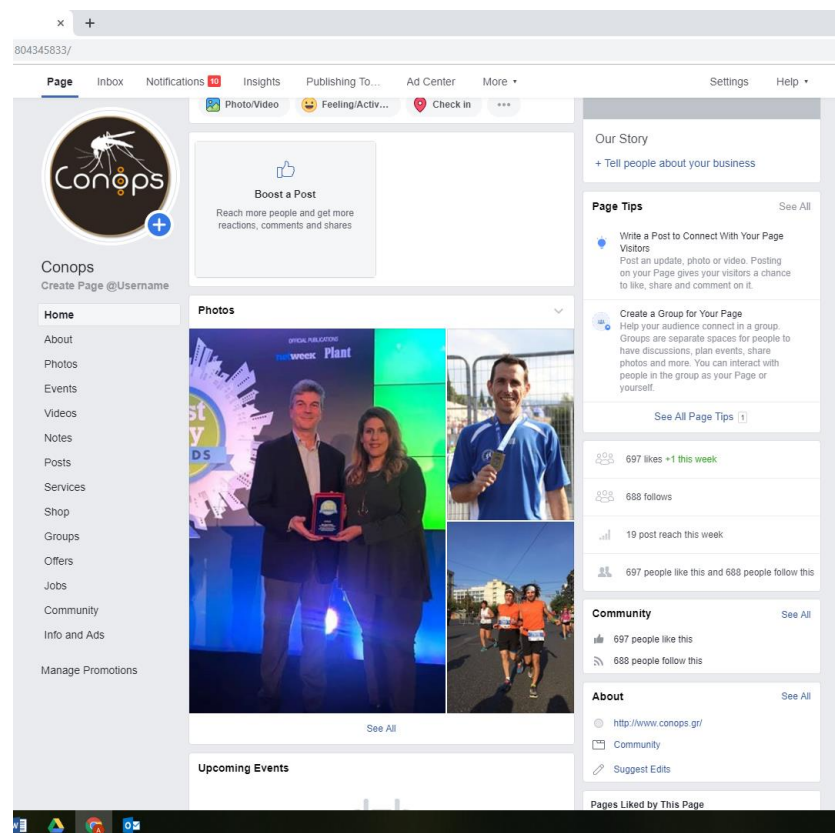 804345833/
Page Inbox Notifications 10 Insights Publishing To... Ad Center More Settings Help
Photo/Video Feeling/Activ... Check in
Conops
Conops
Create Page @Username
Home
About
Photos
Events
Videos
Notes
Posts
Services
Shop
Groups
Offers
Jobs
Community
Info and Ads
Manage Promotions
Boost a Post
Reach more people and get more
reactions, comments and shares
Photos
OFFICIAL PUBLICATIONS
week Plant
DS
See All
Upcoming Events
Our Story
+ Tell people about your business
Page Tips See All
Write a Post to Connect With Your Page
Visitors
Post an update, photo or video. Posting
on your Page gives your visitors a chance
to like, share and comment on it.
Create a Group for Your Page
Help your audience connect in a group.
Groups are separate spaces for people to
have discussions, plan events, share
photos and more. You can interact with
people in the group as your Page or
yourself.
See All Page Tips 1
697 likes +1 this week
688 follows
19 post reach this week
697 people like this and 688 people follow this
Community See All
697 people like this
688 people follow this
About See All
http://www.conops.gr/
Community
Suggest Edits
Pages Liked by This Page